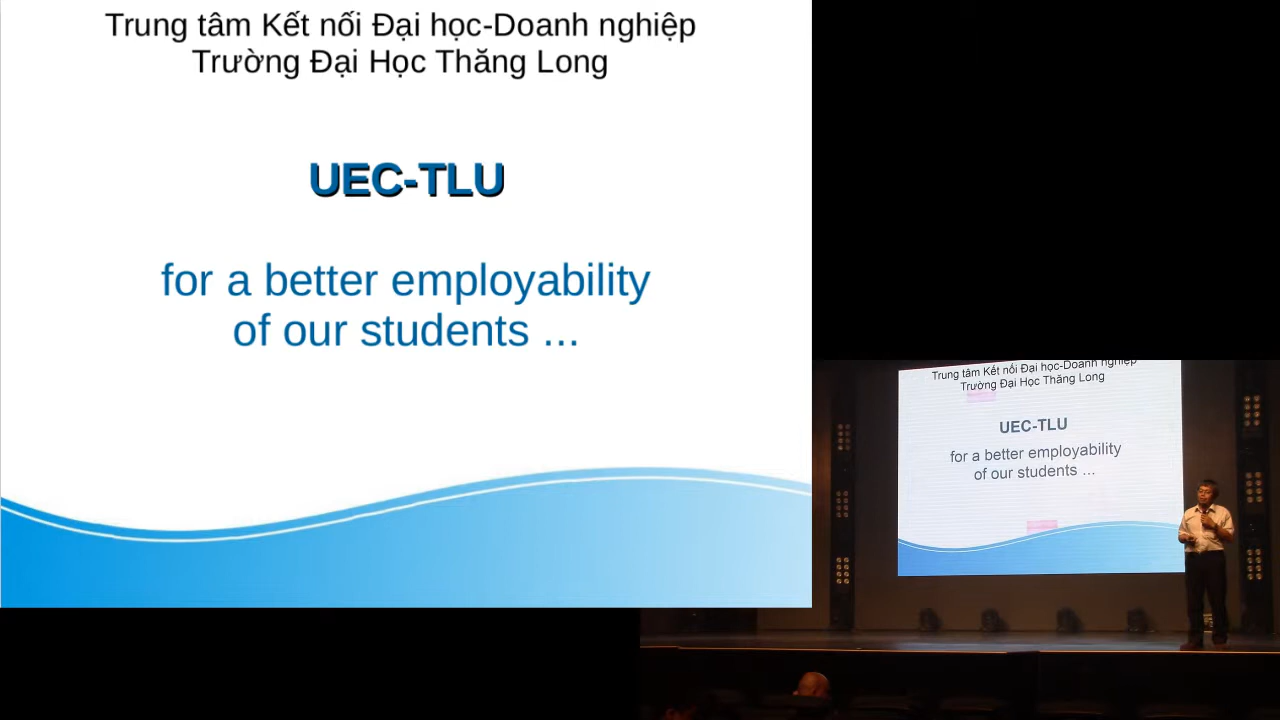 Trung tâm Kết nối Đại học-Doanh nghiệp
Trường Đại Học Thăng Long
UEC-TLU
for a better employability
of our students ...
Trung tâm Kết nối Đại học-Doanh nghiệp
Trường Đại Học Thăng Long
UEC-TLU
for a better employability
of our students ...